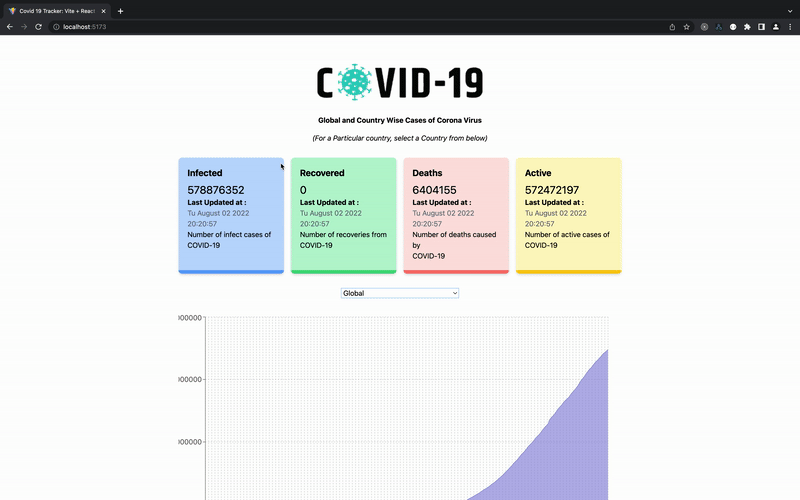 Covid 19 Tracker: Vite + Reac
localhost:5173
COVID-19
Global and Country Wise Cases of Corona Virus
(For a Particular country, select a Country from below)
Infected
578876352
Last Updated at :
Tu August 02 2022
20:20:57
Number of infect cases of
COVID-19
Recovered
0
Last Updated at :
Tu August 02 2022
20:20:57
Number of recoveries from
COVID-19
Deaths
6404155
Last Updated at :
Tu August 02 2022
20:20:57
Number of deaths caused
by
COVID-19
Active
572472197
Last Updated at :
Tu August 02 2022
20:20:57
Number of active cases of
COVID-19
Global
000000
000000
000000